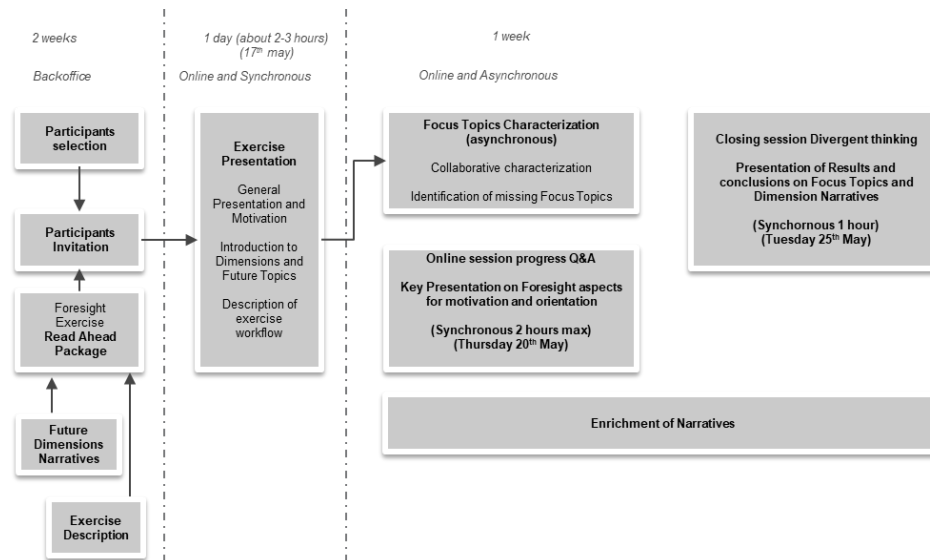 2 weeks
Backoffice
1 day (about 2-3 hours)
(17th may)
Online and Synchronous
1 week
Online and Asynchronous
Participants
selection
Participants
Invitation
Foresight
Exercise
Read Ahead
Package
Future
Dimensions
Narratives
Exercise
Description
Exercise
Presentation
General
Presentation and
Motivation
Introduction to
Dimensions and
Future Topics
Description of
exercise
workflow
Focus Topics Characterization
(asynchronous)
Collaborative characterization
Identification of missing Focus Topics
Online session progress Q&A
Key Presentation on Foresight aspects
for motivation and orientation
(Synchronous 2 hours max)
(Thursday 20th May)
Closing session Divergent thinking
Presentation of Results and
conclusions on Focus Topics and
Dimension Narratives
(Synchornous 1 hour)
(Tuesday 25th May)
Enrichment of Narratives